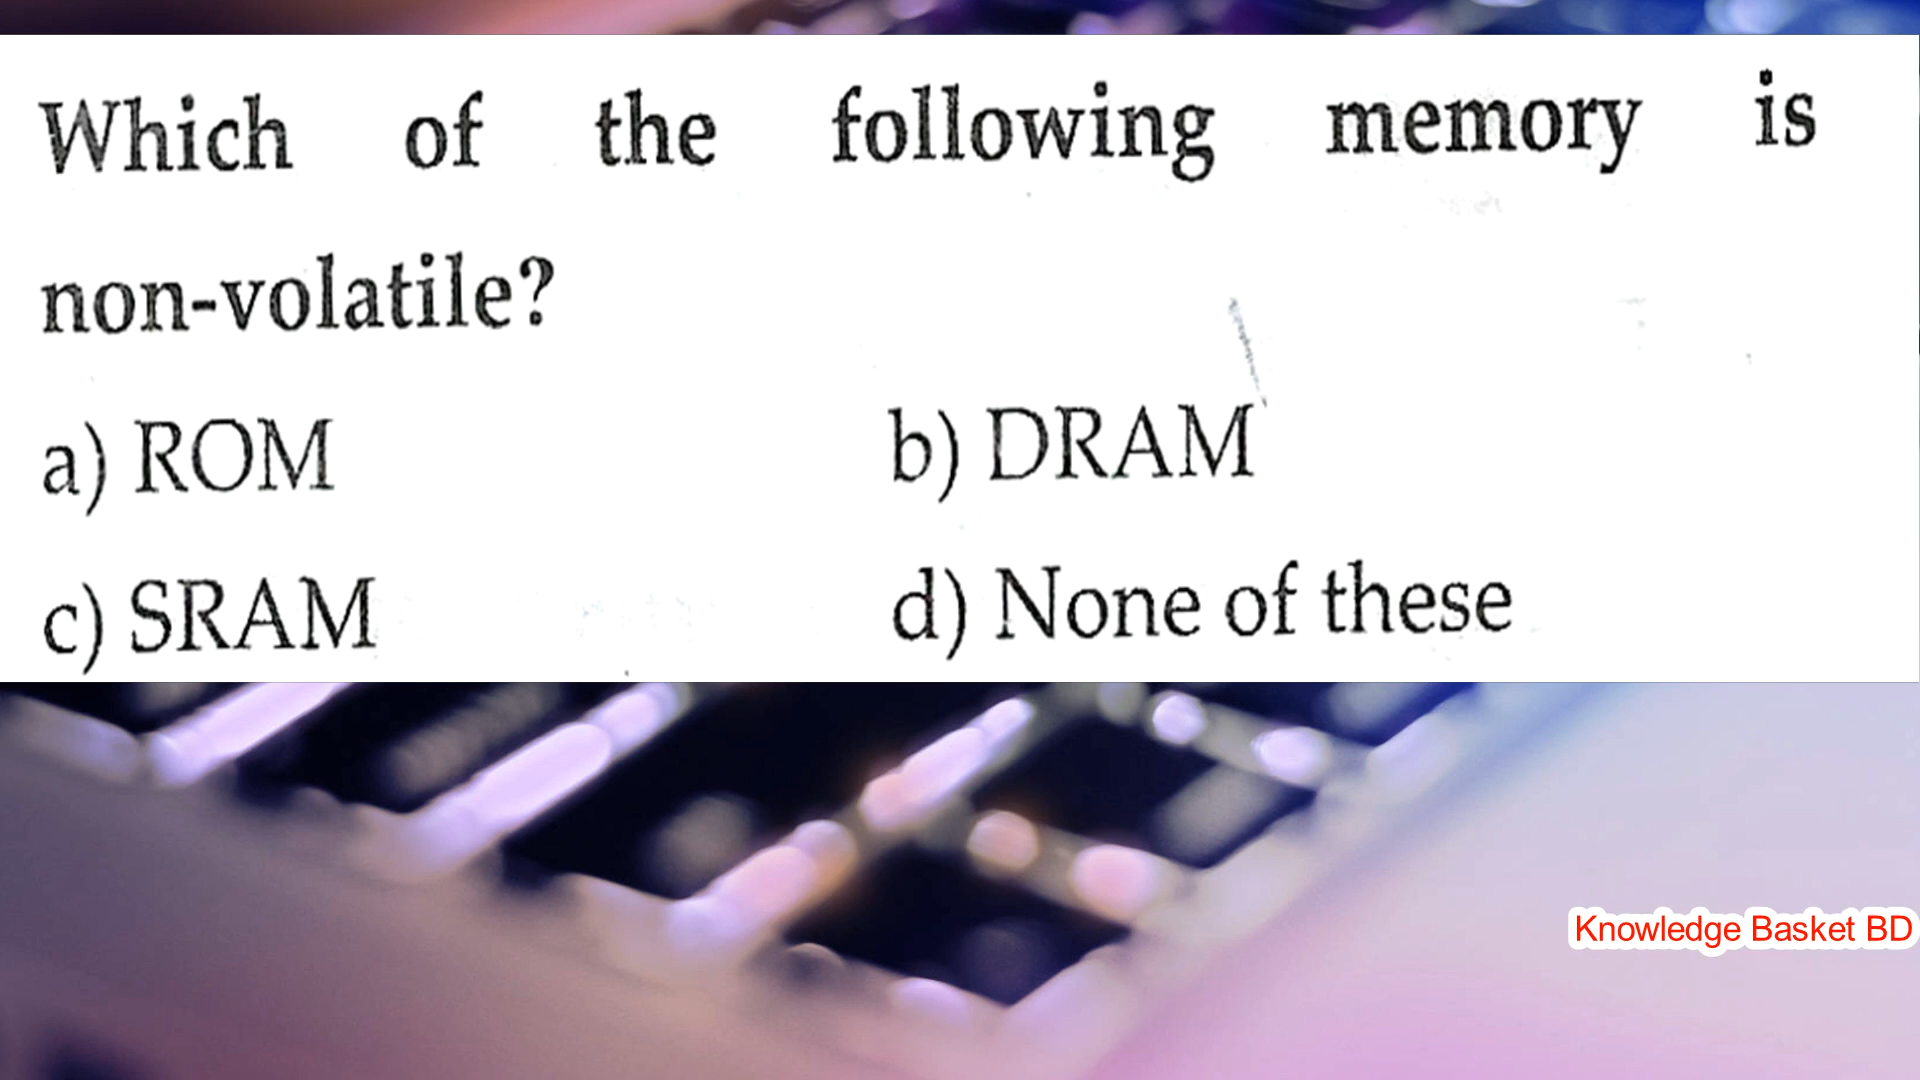 Which of the following memory is
non-volatile?
a) ROM b) DRAM
c) SRAM d) None of these
Knowledge Basket BD